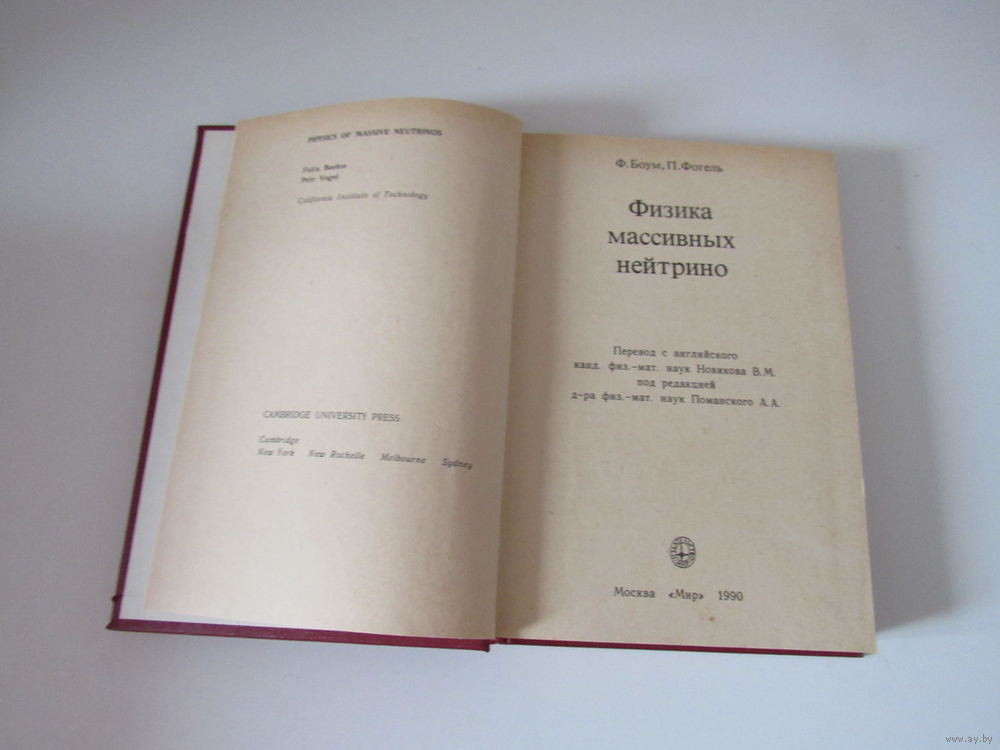 PHYSICS OF MASSIVE NEUTRINOS
Felix Boehm
Petr Vogel
California Institute of Technology
CAMBRIDGE UNIVERSITY PRESS
Cambridge
New York New Rochelle Melbourne Sydney
Ф. Боум, П. Фогель
Физика
массивных
нейтрино
Перевод с английского
канд. физ.-мат. наук Новикова В.М.
под редакцией
д-ра физ.-мат. наук Поманского А.А.
Москва «Мир» 1990
www.ay.by